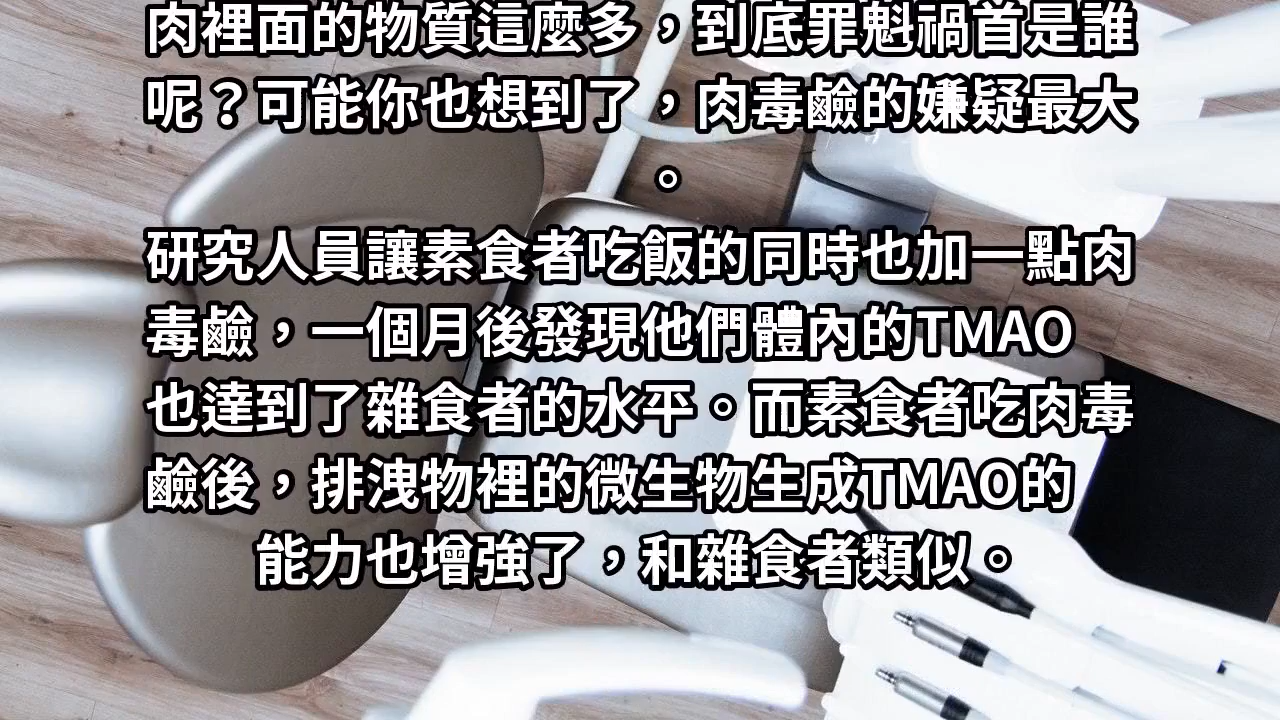 肉裡面的物質這麼多，到底罪魁禍首是誰
呢？可能你也想到了，肉毒鹼的嫌疑最大
。
研究人員讓素食者吃飯的同時也加一點肉
毒鹼，一個月後發現他們體內的TMAO
也達到了雜食者的水平。而素食者吃肉毒
鹼後，排洩物裡的微生物生成TMAO的
能力也增強了，和雜食者類似。